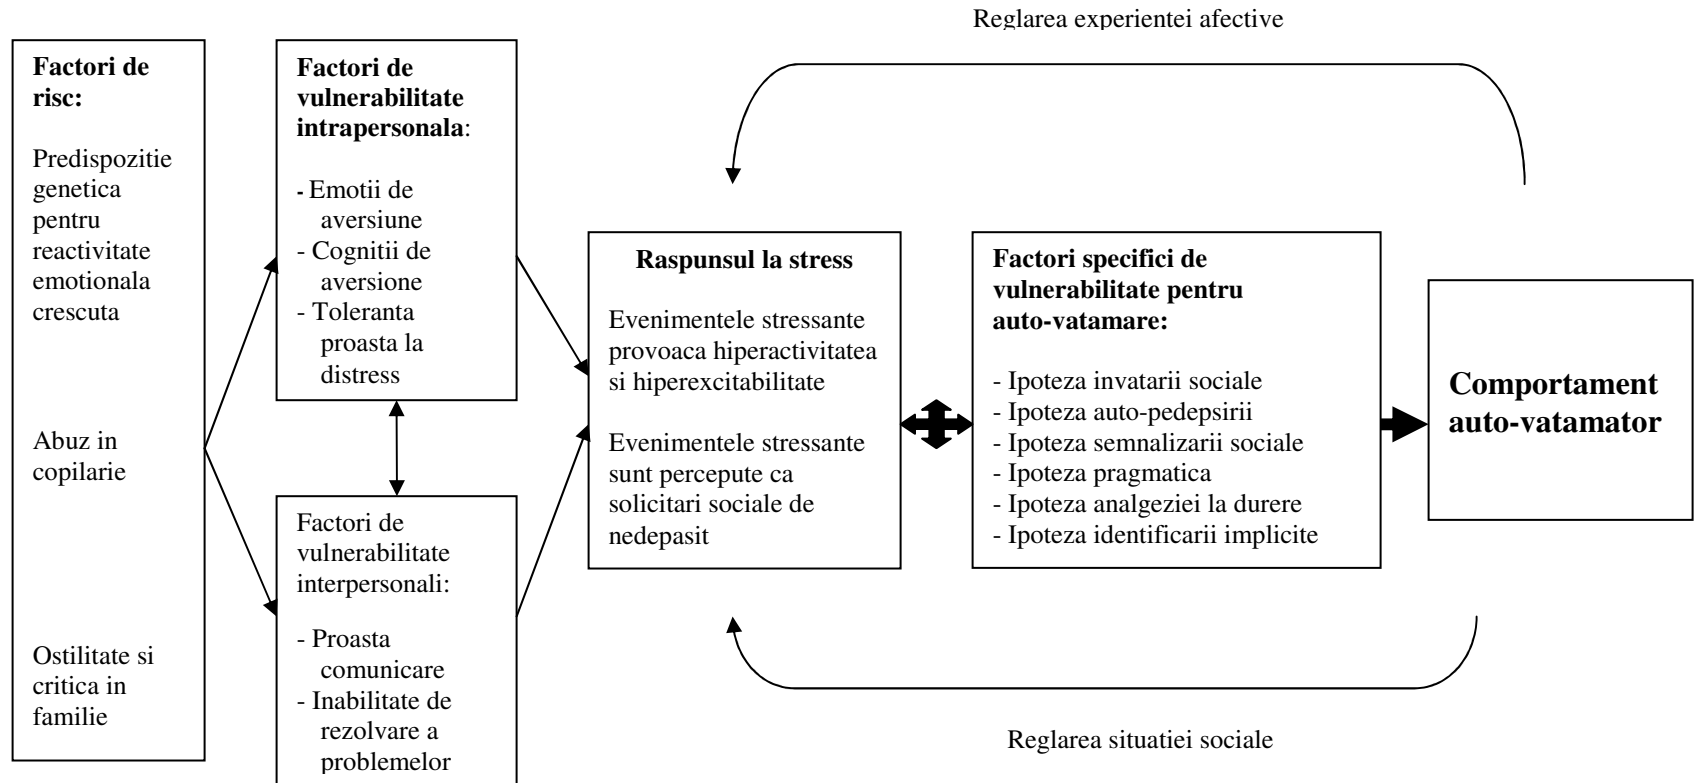 Reglarea experientei afective
Factori de
risc:
Predispozitie
genetica
pentru
reactivitate
emotionala
crescuta
Abuz in
copilarie
Ostilitate si
critica in
familie
Factori de
vulnerabilitate
intrapersonala:
- Emotii de
aversiune
- Cognitii de
aversione
- Toleranta
proasta la
distress
Factori de
vulnerabilitate
interpersonali:
- Proasta
comunicare
- Inabilitate de
rezolvare a
problemelor
Raspunsul la stress
Evenimentele stressante
provoaca hiperactivitatea
si hiperexcitabilitate
Evenimentele stressante
sunt percepute ca
solicitari sociale de
nedepasit
Factori specifici de
vulnerabilitate pentru
auto-vatamare:
- Ipoteza invatarii sociale
- Ipoteza auto-pedepsirii
- Ipoteza semnalizarii sociale
- Ipoteza pragmatica
- Ipoteza analgeziei la durere
- Ipoteza identificarii implicite
Comportament
auto-vatamator
Reglarea situatiei sociale